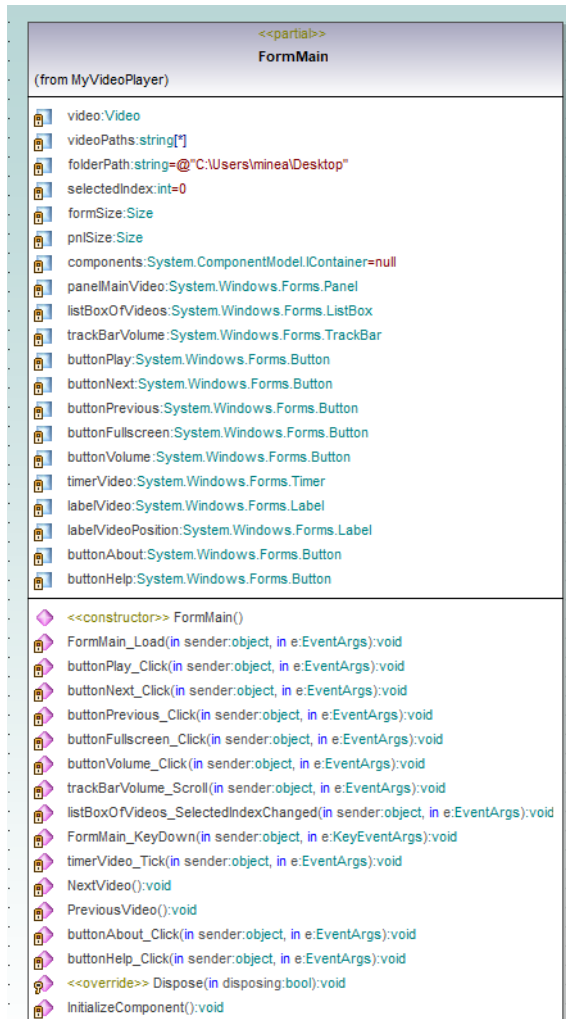 <<partial>>
FormMain
(from MyVideoPlayer)
video:Video
videoPaths:string[*]
folderPath:string=@"C:\Users\minea\Desktop"
selectedIndex:int=0
formSize:Size
pnlSize:Size
components:System.ComponentModel.IContainer=null
panelMainVideo:System.Windows.Forms.Panel
listBoxOfVideos:System.Windows.Forms.ListBox
trackBarVolume:System.Windows.Forms.TrackBar
buttonPlay:System.Windows.Forms.Button
buttonNext:System.Windows.Forms.Button
buttonPrevious:System.Windows.Forms.Button
buttonFullscreen:System.Windows.Forms.Button
buttonVolume:System.Windows.Forms.Button
timerVideo:System.Windows.Forms.Timer
labelVideo:System.Windows.Forms.Label
labelVideoPosition:System.Windows.Forms.Label
buttonAbout:System.Windows.Forms.Button
buttonHelp:System.Windows.Forms.Button
<<constructor>> FormMain()
FormMain_Load(in sender:object, in e:EventArgs):void
buttonPlay_Click(in sender:object, in e:EventArgs):void
buttonNext_Click(in sender:object, in e:EventArgs):void
buttonPrevious_Click(in sender:object, in e:EventArgs):void
buttonFullscreen_Click(in sender:object, in e:EventArgs):void
buttonVolume_Click(in sender:object, in e:EventArgs):void
trackBarVolume_Scroll(in sender:object, in e:EventArgs):void
listBoxOfVideos_SelectedIndexChanged(in sender:object, in e:EventArgs):void
FormMain_KeyDown(in sender:object, in e:KeyEventArgs):void
timerVideo_Tick(in sender:object, in e:EventArgs):void
NextVideo():void
PreviousVideo():void
buttonAbout_Click(in sender:object, in e:EventArgs):void
buttonHelp_Click(in sender:object, in e:EventArgs):void
<<override>> Dispose(in disposing:bool):void
InitializeComponent():void